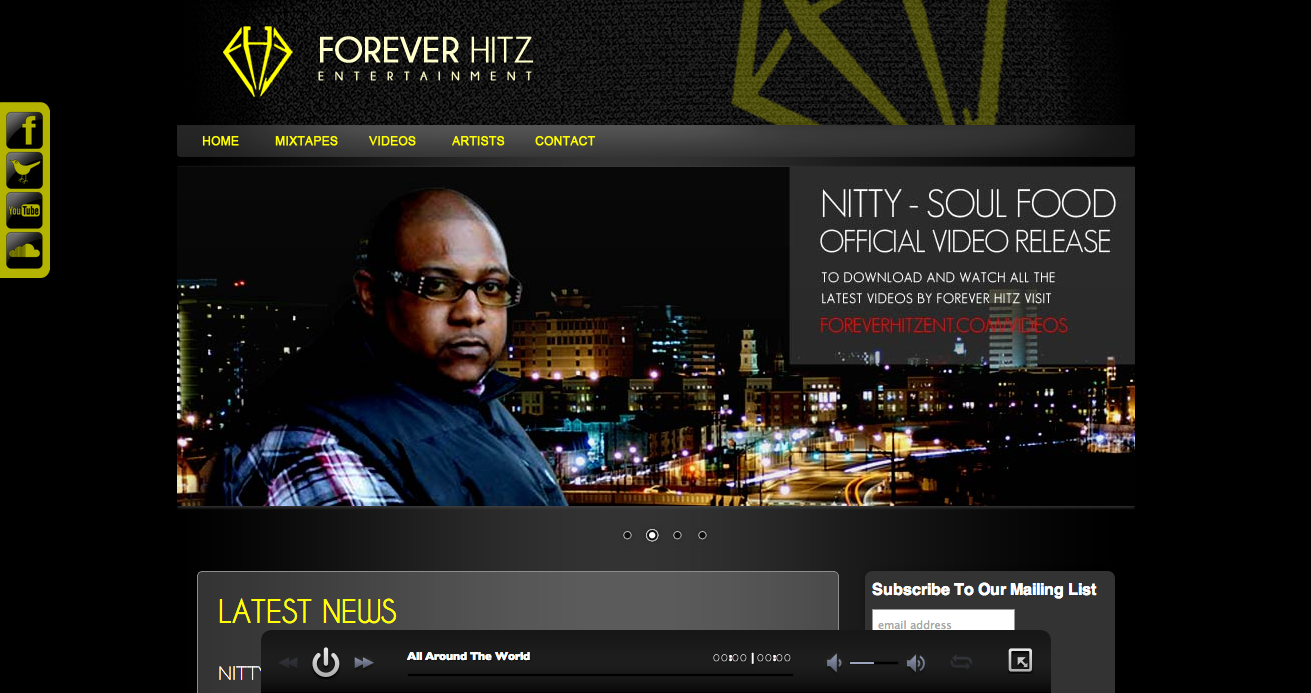 FOREVER HITZ
ENTERTAINMENT
HOME MIXTAPES VIDEOS ARTISTS CONTACT
f
You Tube
NITTY - SOUL FOOD
OFFICIAL VIDEO RELEASE
TO DOWNLOAD AND WATCH ALL THE
LATEST VIDEOS BY FOREVER HITZ VISIT
FOREVERHITZENT.COM/VIDEOS
LATEST NEWS
Subscribe To Our Mailing List
email address
All Around The World 00:00 | 00:00